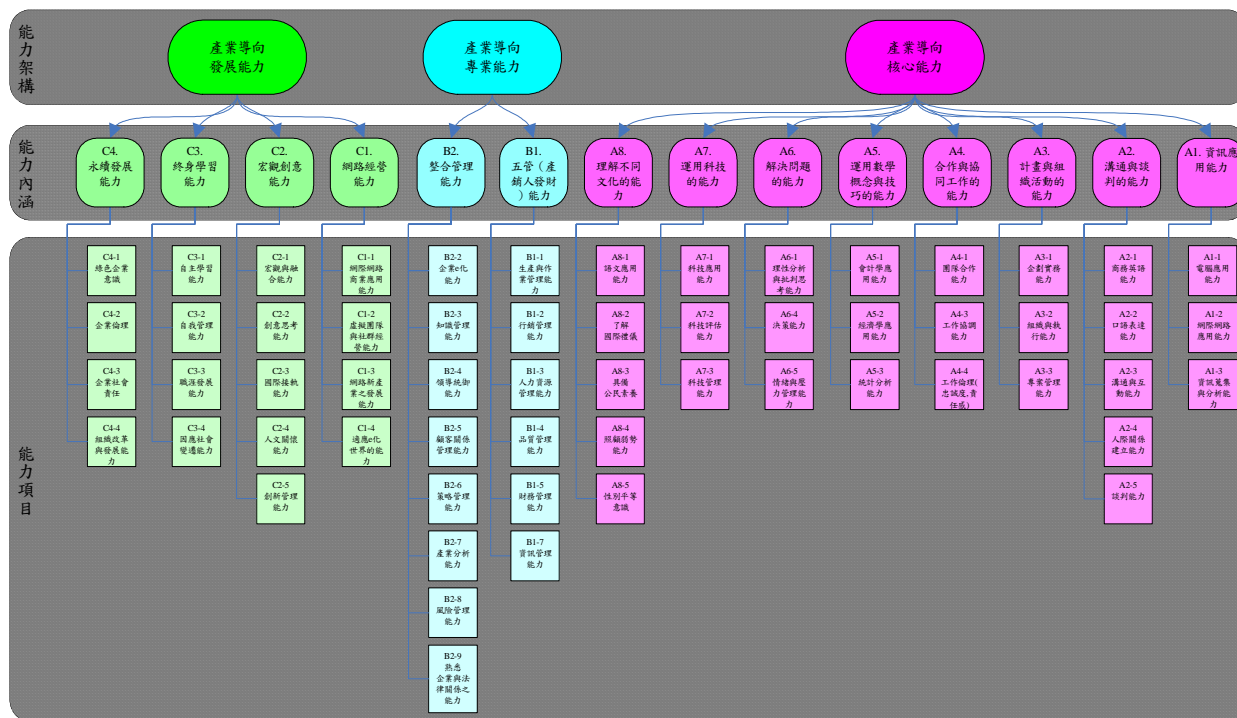 能
力
架
構
產業導向
發展能力
產業導向
專業能力
產業導向
核心能力
能
力
內
涵
C4.
永續發展
能力
C3.
終身學習
能力
C2.
宏觀創意
能力
C1.
網路經營
能力
B2.
整合管理
能力
B1.
五管（產
銷人發財
）能力
A8.
理解不同
文化的能
力
A7.
運用科技
的能力
A6.
解決問題
的能力
A5.
運用數學
概念與技
巧的能力
A4.
合作與協
同工作的
能力
A3.
計畫與組
織活動的
能力
A2.
溝通與談
判的能力
A1. 資訊應
用能力
能
力
項
目
C4-1
綠色企業
意識
C4-2
企業倫理
C4-3
企業社會
責任
C4-4
組織改革
與發展能
力
C3-1
自主學習
能力
C3-2
自我管理
能力
C3-3
職涯發展
能力
C3-4
因應社會
變遷能力
C2-1
宏觀與融
合能力
C2-2
創意思考
能力
C2-3
國際接軌
能力
C2-4
人文關懷
能力
C2-5
創新管理
能力
C1-1
網際網路
商業應用
能力
C1-2
虛擬團隊
與社群經
營能力
C1-3
網路新產
業之發展
能力
C1-4
適應e化
世界的能
力
B2-2
企業e化
能力
B2-3
知識管理
能力
B2-4
領導統御
能力
B2-5
顧客關係
管理能力
B2-6
策略管理
能力
B2-7
產業分析
能力
B2-8
風險管理
能力
B2-9
熟悉
企業與法
律關係之
能力
B1-1
生產與作
業管理能
力
B1-2
行銷管理
能力
B1-3
人力資源
管理能力
B1-4
品質管理
能力
B1-5
財務管理
能力
B1-7
資訊管理
能力
A8-1
語文應用
能力
A8-2
了解
國際禮儀
A8-3
具備
公民素養
A8-4
照顧弱勢
能力
A8-5
性別平等
意識
A7-1
科技應用
能力
A7-2
科技評估
能力
A7-3
科技管理
能力
A6-1
理性分析
與批判思
考能力
A6-4
決策能力
A6-5
情緒與壓
力管理能
力
A5-1
會計學應
用能力
A5-2
經濟學應
用能力
A5-3
統計分析
能力
A4-1
團隊合作
能力
A4-3
工作協調
能力
A4-4
工作倫理(
忠誠度,責
任感)
A3-1
企劃實務
能力
A3-2
組織與執
行能力
A3-3
專案管理
能力
A2-1
商務英語
能力
A2-2
口語表達
能力
A2-3
溝通與互
動能力
A2-4
人際關係
建立能力
A2-5
談判能力
A1-1
電腦應用
能力
A1-2
網際網路
應用能力
A1-3
資訊蒐集
與分析能
力